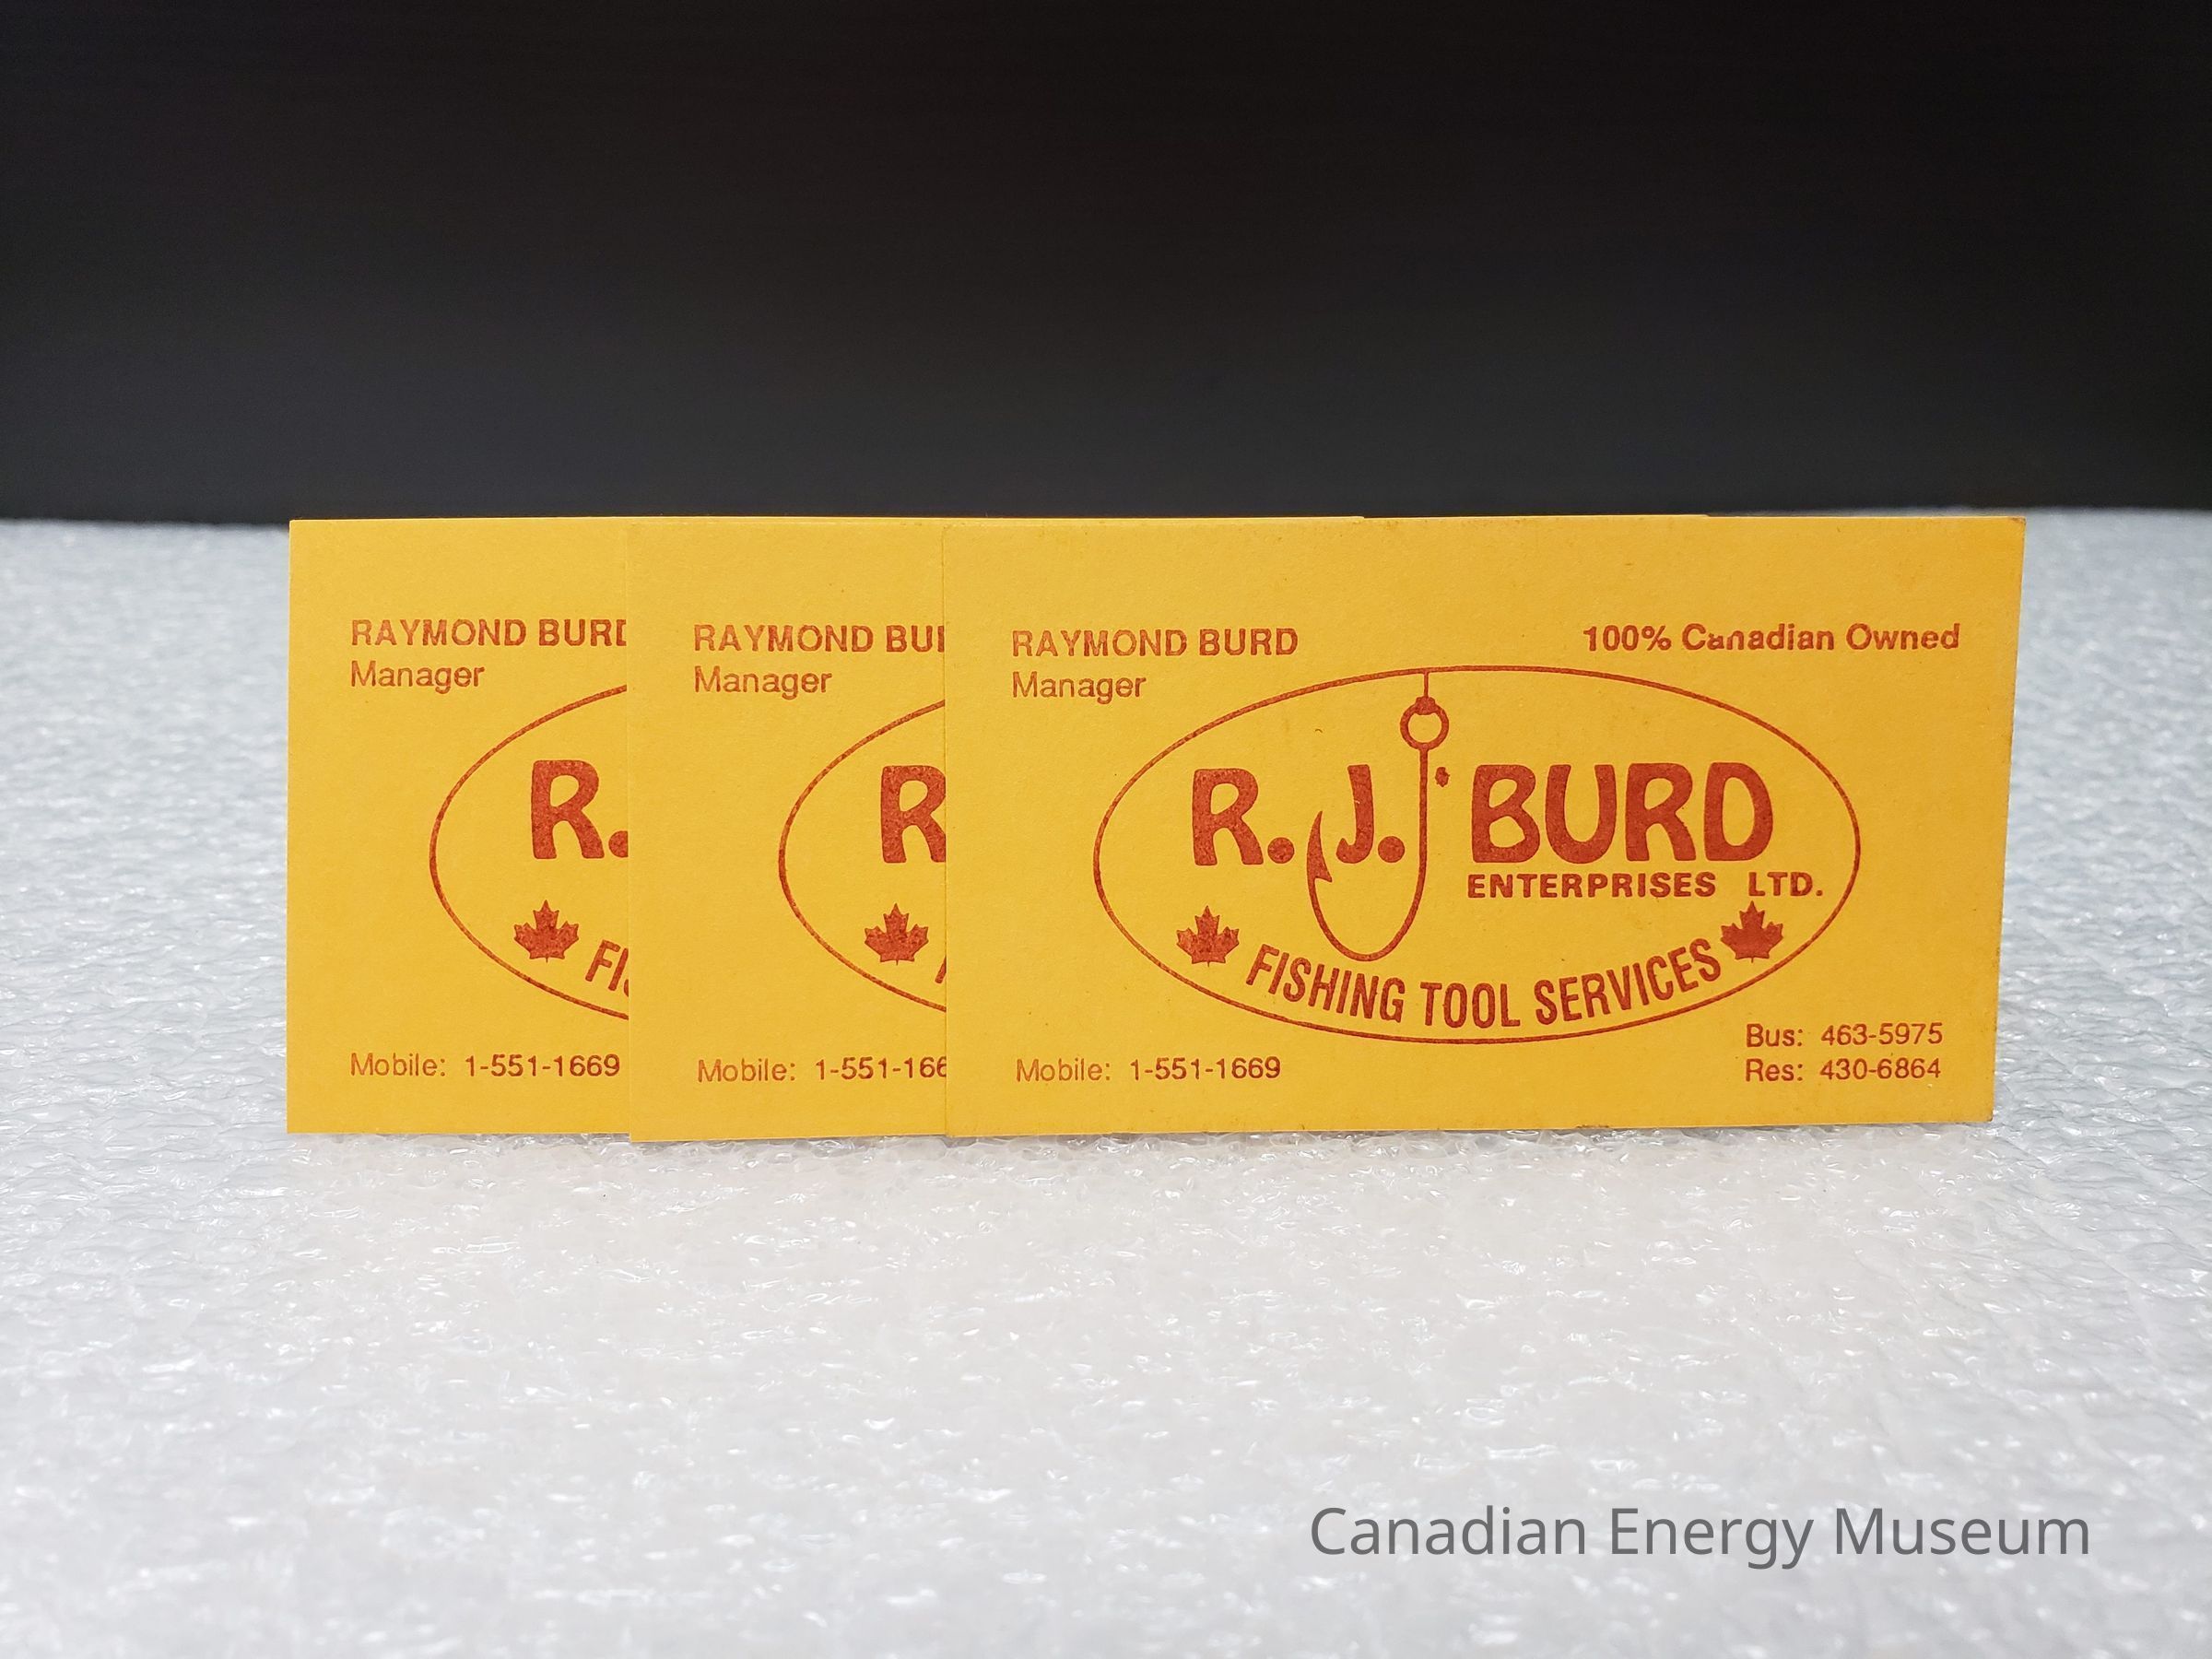 RAYMOND BURD
Manager
R.
FIS
Mobile: 1-551-1669
RAYMOND BU
Manager
R
Mobile: 1-551-166
RAYMOND BURD
Manager
100% Canadian Owned
R. J. BURD
ENTERPRISES LTD.
FISHING TOOL SERVICES
Mobile: 1-551-1669
Bus: 463-5975
Res: 430-6864
Canadian Energy Museum